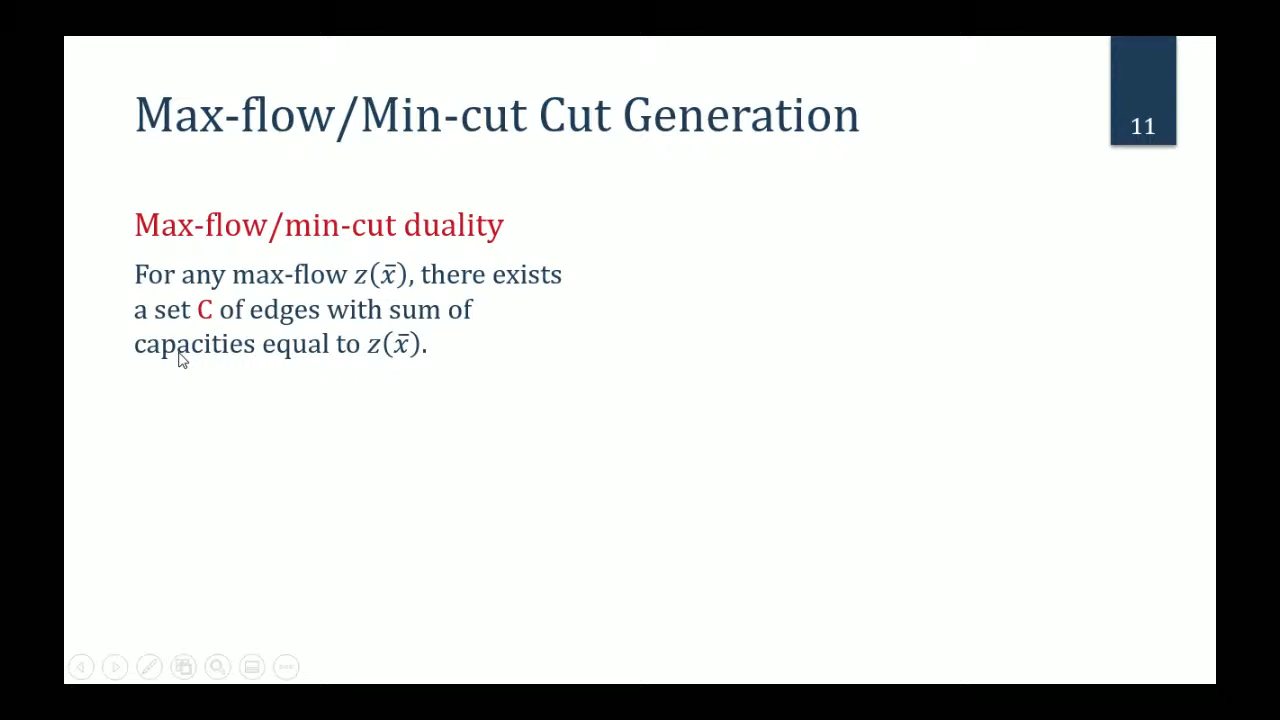 Max-flow/Min-cut Cut Generation
11
Max-flow/min-cut duality
For any max-flow z(x̄), there exists
a set C of edges with sum of
capacities equal to z(x̄).